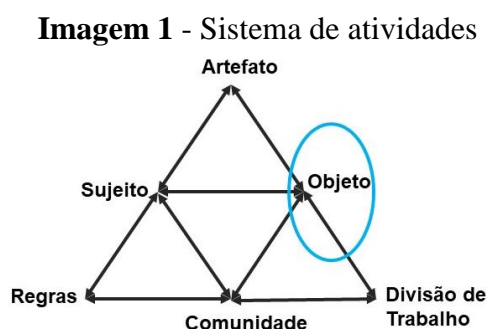 Imagem 1 - Sistema de atividades
Artefato
Sujeito
Objeto
Regras
Comunidade
Divisão de
Trabalho